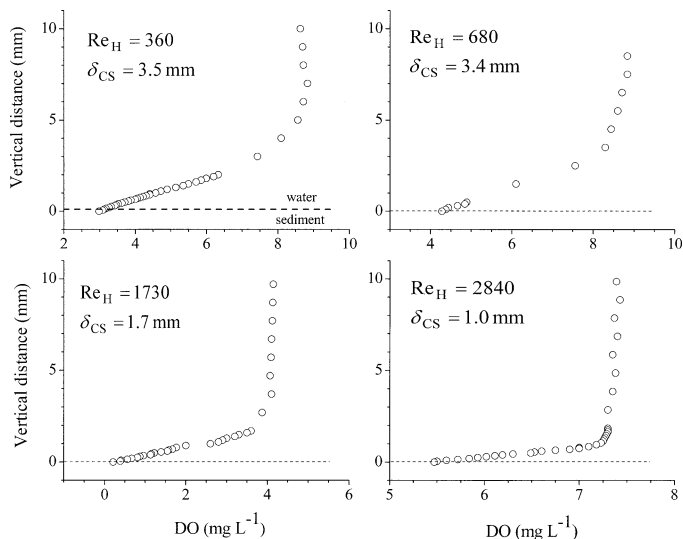 Vertical distance (mm)
10
5
0
Re_H = 360
δ_CS = 3.5 mm
water
sediment
2 4 6 8 10
10
5
0
Re_H = 680
δ_CS = 3.4 mm
4 6 8 10
Vertical distance (mm)
10
5
0
Re_H = 1730
δ_CS = 1.7 mm
0 2 4 6
DO (mg L⁻¹)
10
5
0
Re_H = 2840
δ_CS = 1.0 mm
5 6 7 8
DO (mg L⁻¹)